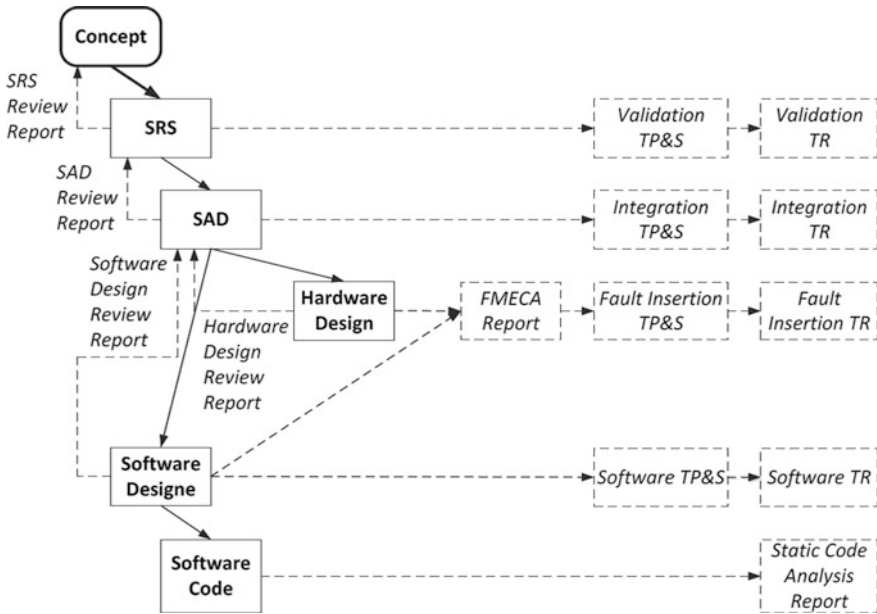 Concept
SRS
Review
Report
SRS
Validation
TP&S
Validation
TR
SAD
Review
Report
SAD
Integration
TP&S
Integration
TR
Software
Design
Review
Report
Hardware
Design
Hardware
Design
Review
Report
FMECA
Report
Fault Insertion
TP&S
Fault
Insertion TR
Software
Designe
Software TP&S
Software TR
Software
Code
Static Code
Analysis
Report